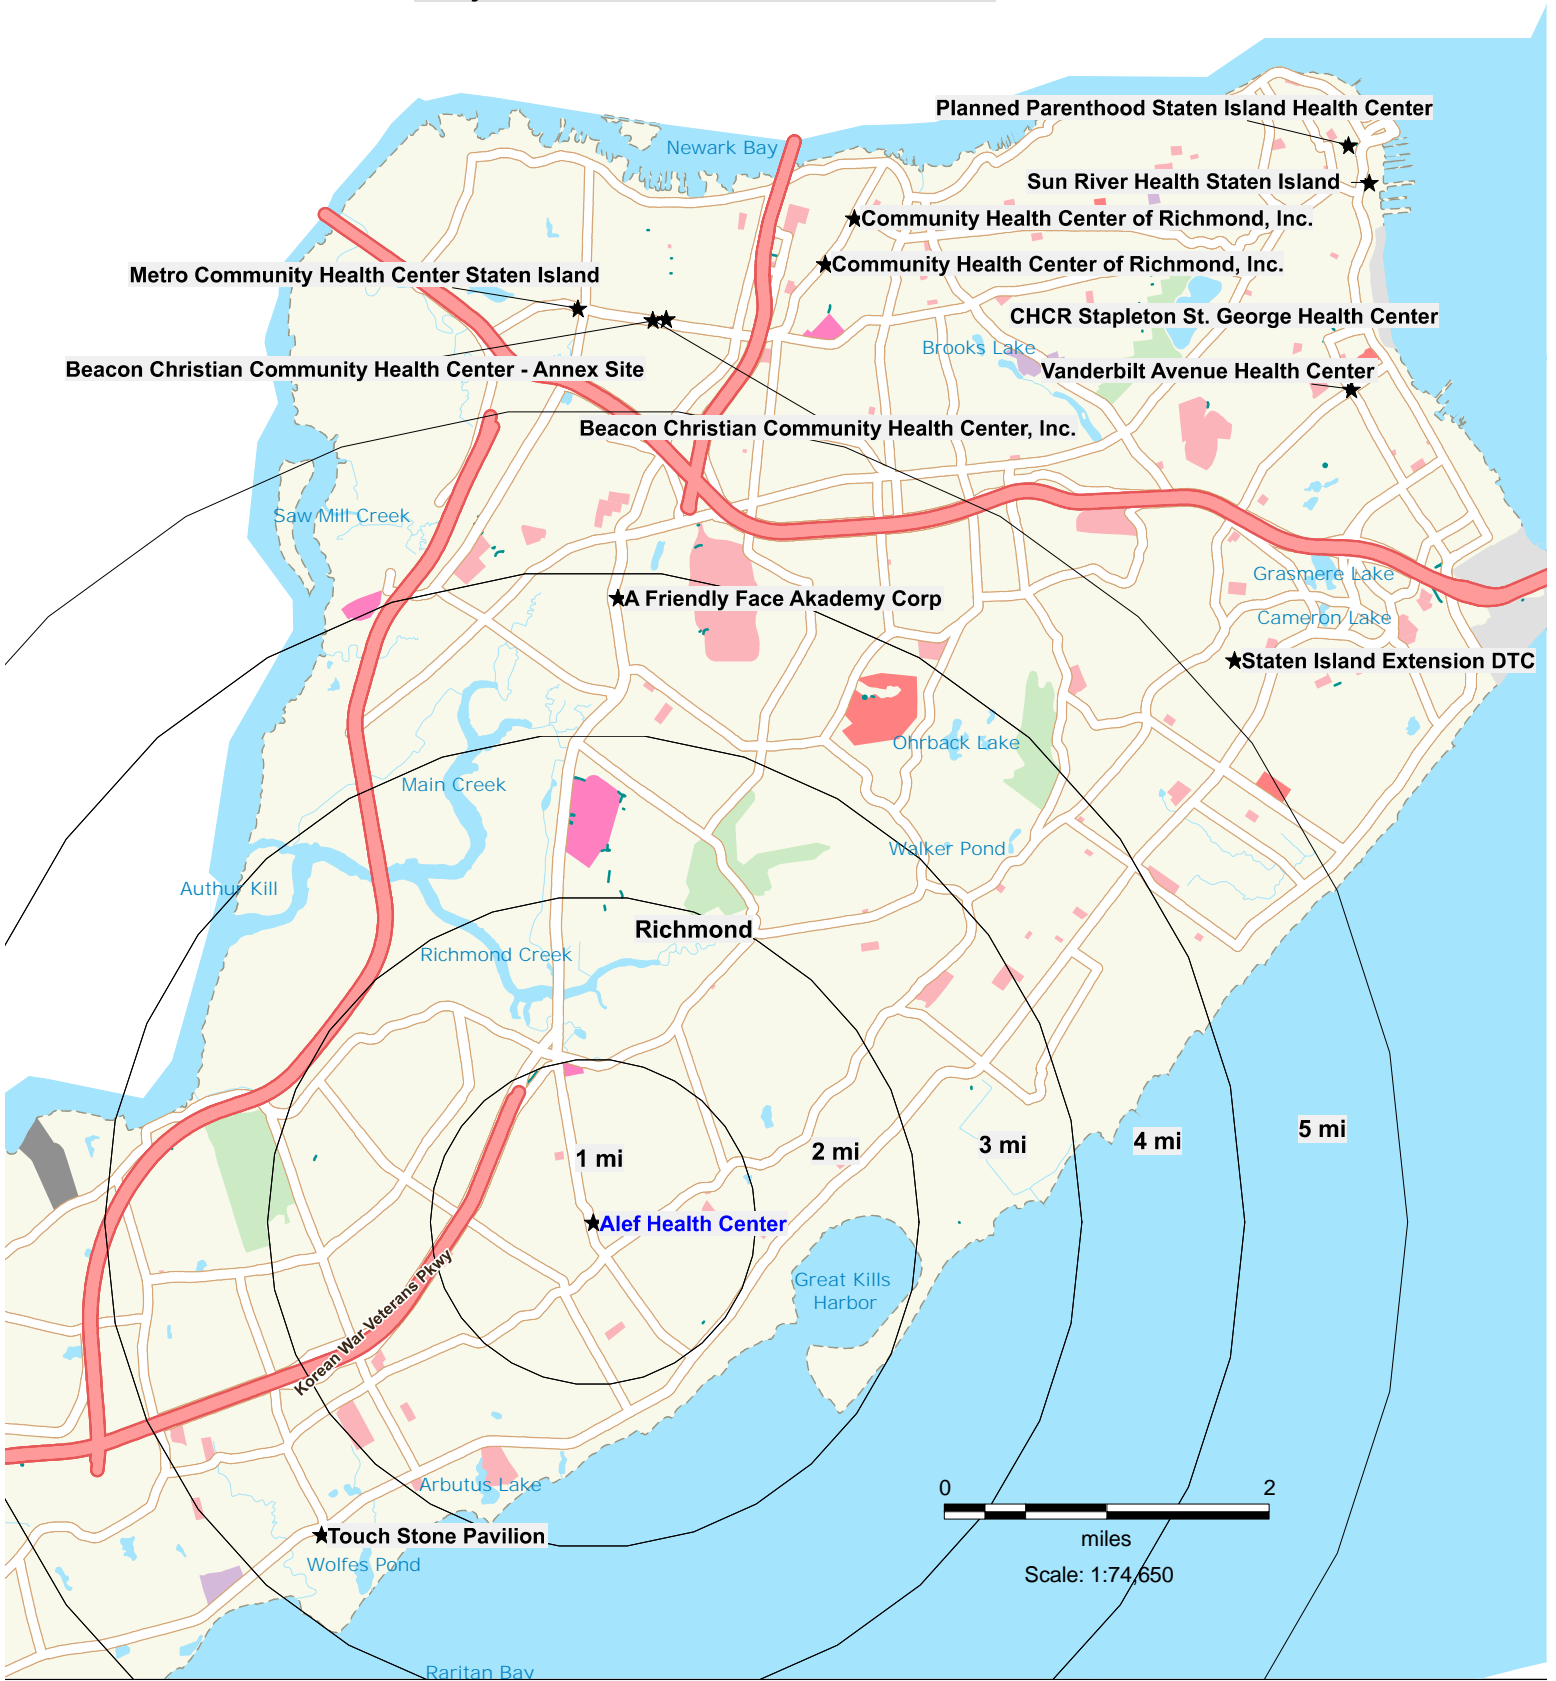 Planned Parenthood Staten Island Health Center
Newark Bay
Sun River Health Staten Island
Community Health Center of Richmond, Inc.
Community Health Center of Richmond, Inc.
Metro Community Health Center Staten Island
CHCR Stapleton St. George Health Center
Brooks Lake
Beacon Christian Community Health Center - Annex Site
Vanderbilt Avenue Health Center
Beacon Christian Community Health Center, Inc.
Saw Mill Creek
Grasmere Lake
A Friendly Face Akademy Corp
Cameron Lake
Staten Island Extension DTC
Ohrback Lake
Main Creek
Walker Pond
Authur Kill
Richmond
Richmond Creek
1 mi
2 mi
3 mi
4 mi
5 mi
Alef Health Center
Great Kills
Harbor
Korean War Veterans Pkwy
Arbutus Lake
0
2
miles
Touch Stone Pavilion
Wolfes Pond
Scale: 1:74,650
Raritan Bay